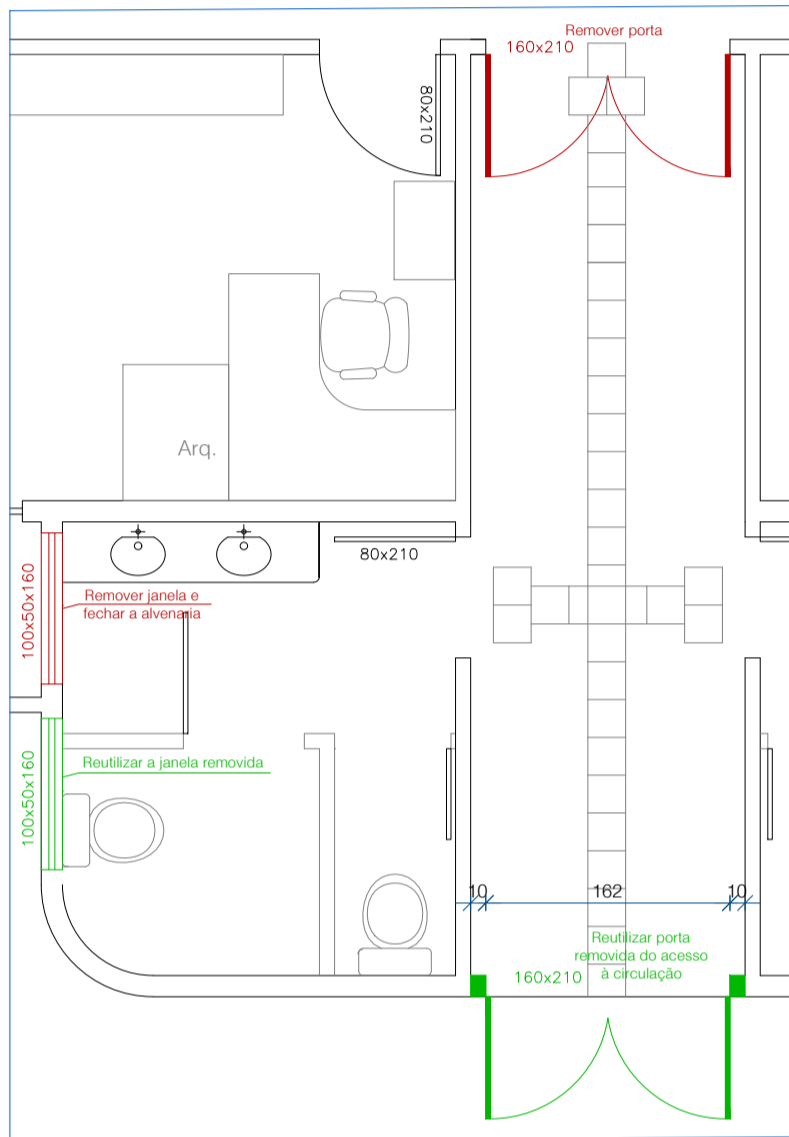 Remover porta
160x210
80x210
Arq.
80x210
100x50x160
Remover janela e
fechar a alvenaria
100x50x160
Reutilizar a janela removida
10
162
10
Reutilizar porta
removida do acesso
à circulação
160x210